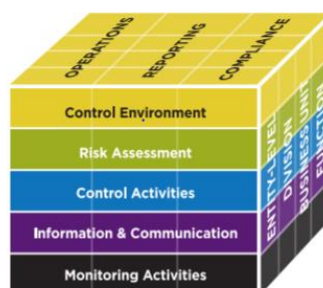 OPERATIONS
REPORTING
COMPLIANCE
Control Environment
Risk Assessment
Control Activities
Information & Communication
Monitoring Activities
ENTITY-LEVEL
DIVISION
BUSINESS UNIT
FUNCTION